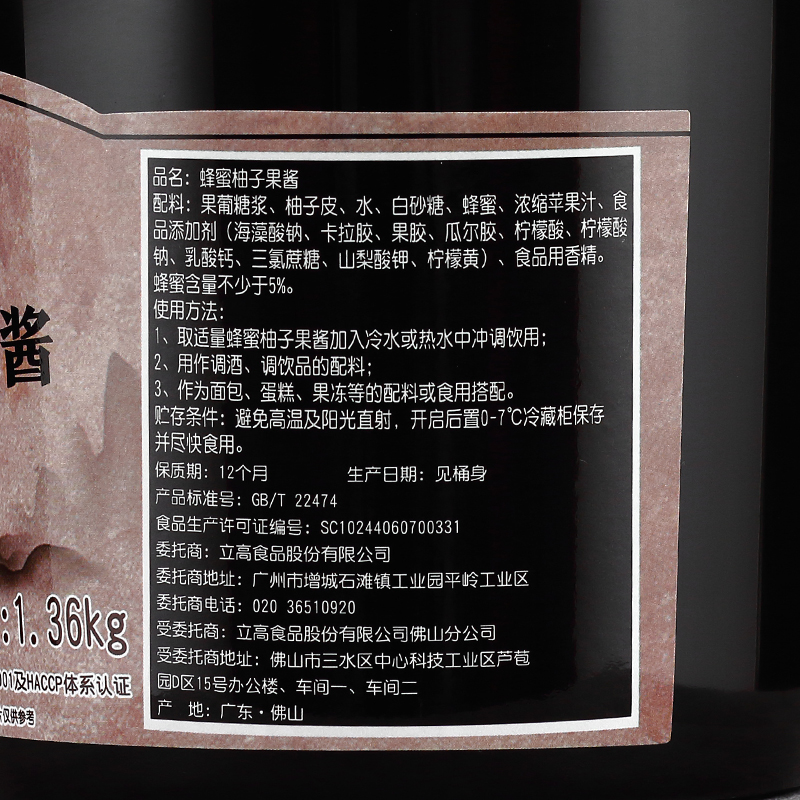 酱
:1.36kg
001及HACCP体系认证
仅供参考
品名：蜂蜜柚子果酱
配料：果葡糖浆、柚子皮、水、白砂糖、蜂蜜、浓缩苹果汁、食
品添加剂（海藻酸钠、卡拉胶、果胶、瓜尔胶、柠檬酸、柠檬酸
钠、乳酸钙、三氯蔗糖、山梨酸钾、柠檬黄）、食品用香精。
蜂蜜含量不少于5%。
使用方法：
1、取适量蜂蜜柚子果酱加入冷水或热水中冲调饮用；
2、用作调酒、调饮品的配料；
3、作为面包、蛋糕、果冻等的配料或食用搭配。
贮存条件：避免高温及阳光直射，开启后置0-7℃冷藏柜保存
并尽快食用。
保质期：12个月 生产日期：见桶身
产品标准号：GB/T 22474
食品生产许可证编号：SC10244060700331
委托商：立高食品股份有限公司
委托商地址：广州市增城石滩镇工业园平岭工业区
委托商电话：020 36510920
受委托商：立高食品股份有限公司佛山分公司
受委托商地址：佛山市三水区中心科技工业区芦苞
园D区15号办公楼、车间一、车间二
产 地：广东·佛山